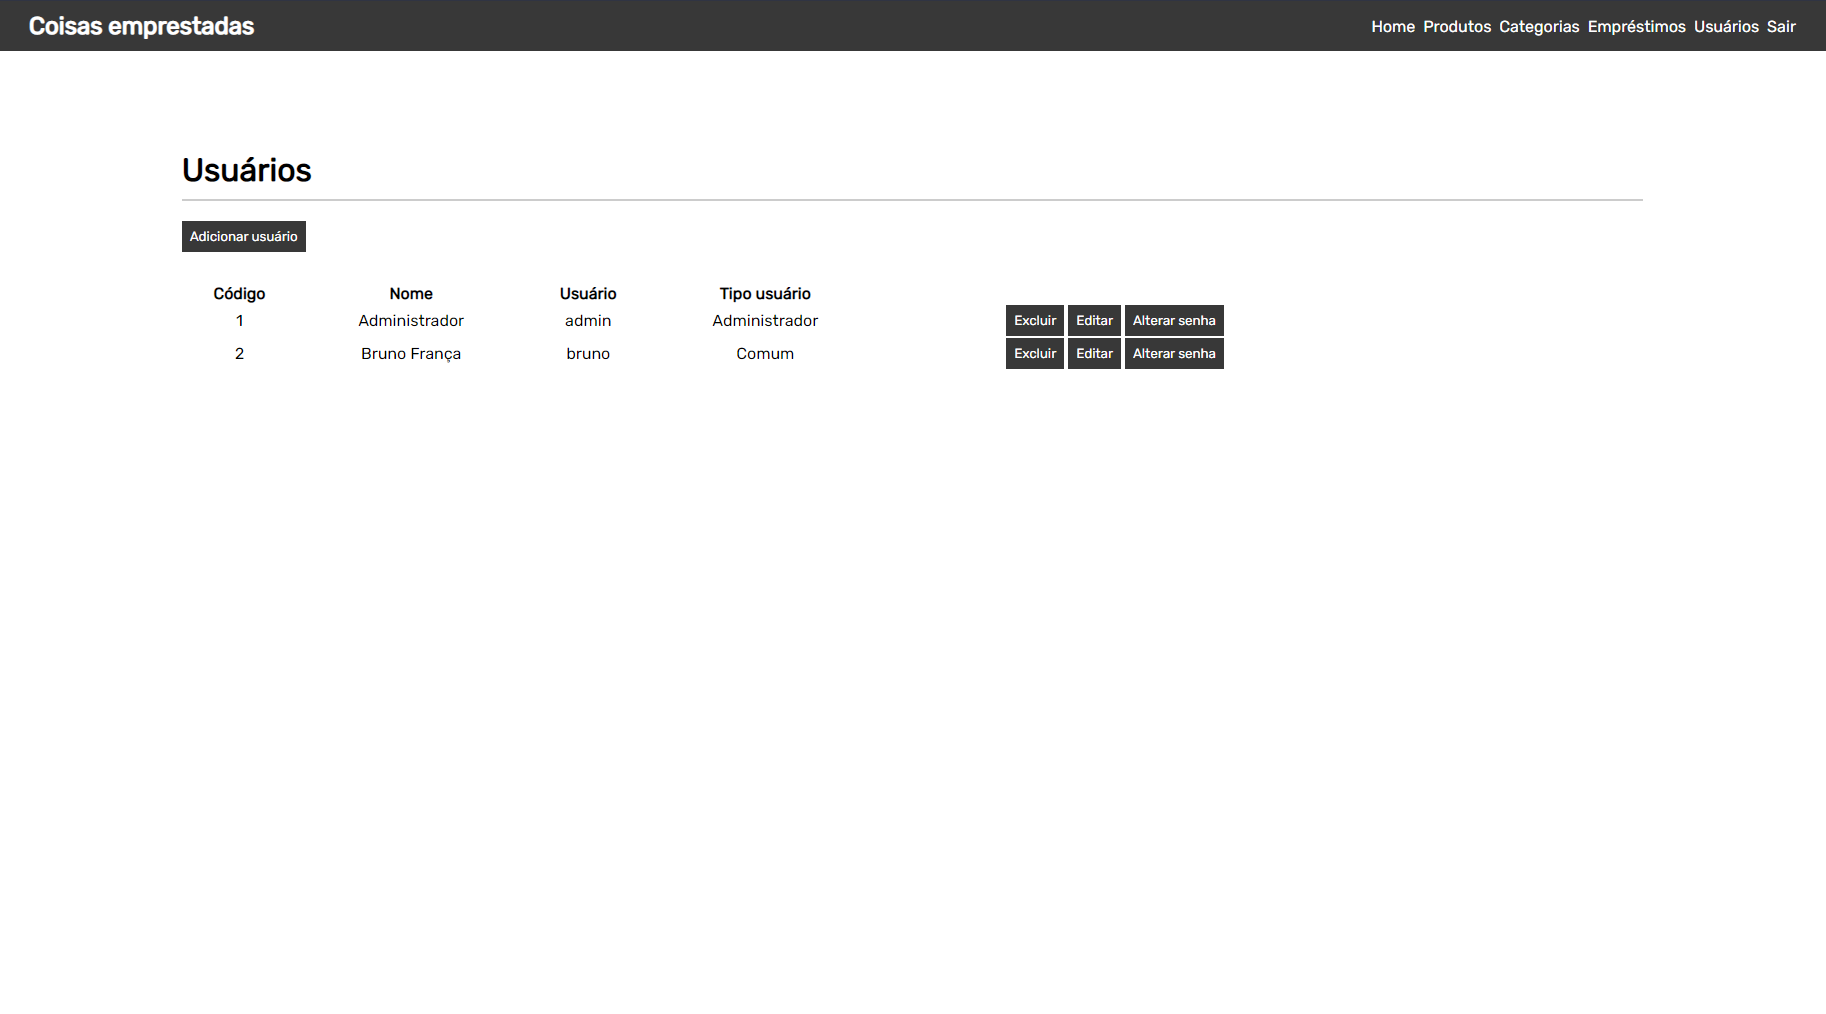 Coisas emprestadas Home Produtos Categorias Empréstimos Usuários Sair
Usuários
Adicionar usuário
Código Nome Usuário Tipo usuário
1 Administrador admin Administrador Excluir Editar Alterar senha
2 Bruno França bruno Comum Excluir Editar Alterar senha